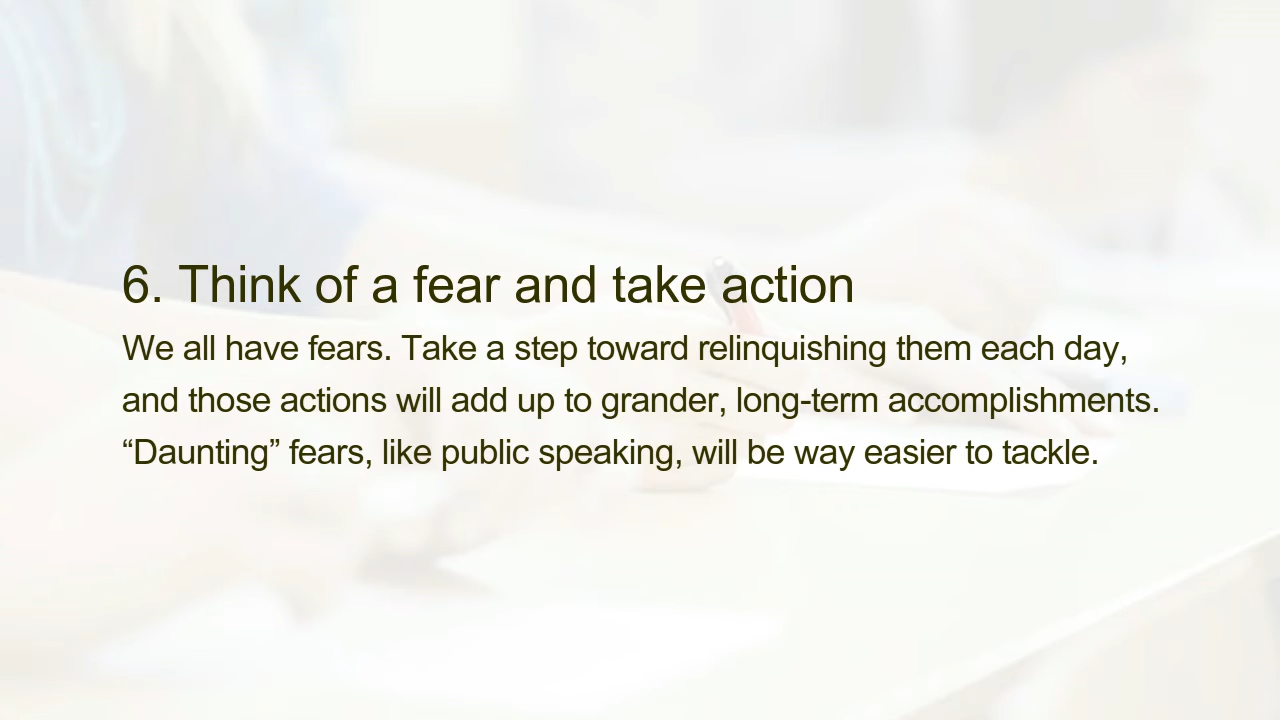 6. Think of a fear and take action
We all have fears. Take a step toward relinquishing them each day,
and those actions will add up to grander, long-term accomplishments.
“Daunting” fears, like public speaking, will be way easier to tackle.